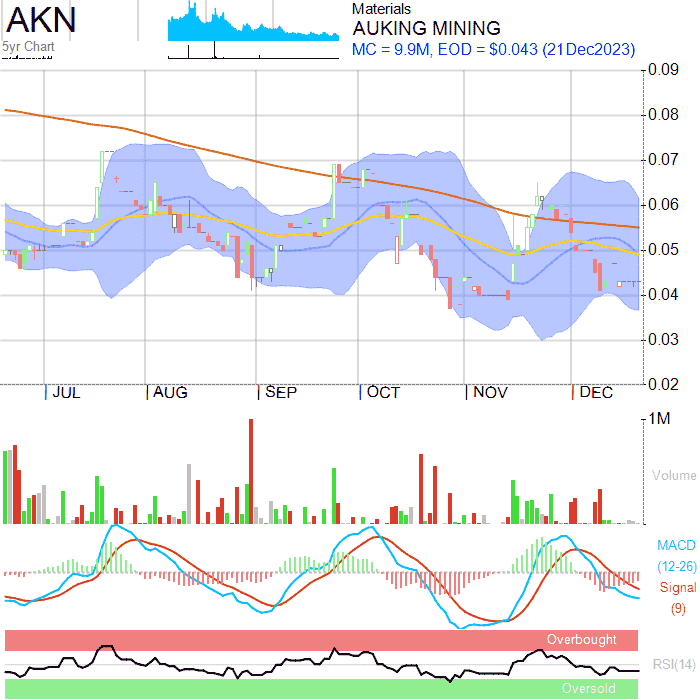 AKN
5yr Chart
Materials
AUKING MINING
MC = 9.9M, EOD = $0.043 (21Dec2023)
0.09
0.08
0.07
0.06
0.05
0.04
0.03
0.02
JUL AUG SEP OCT NOV DEC
1M
Volume
MACD
(12-26)
Signal
(9)
Overbought
RSI(14)
Oversold